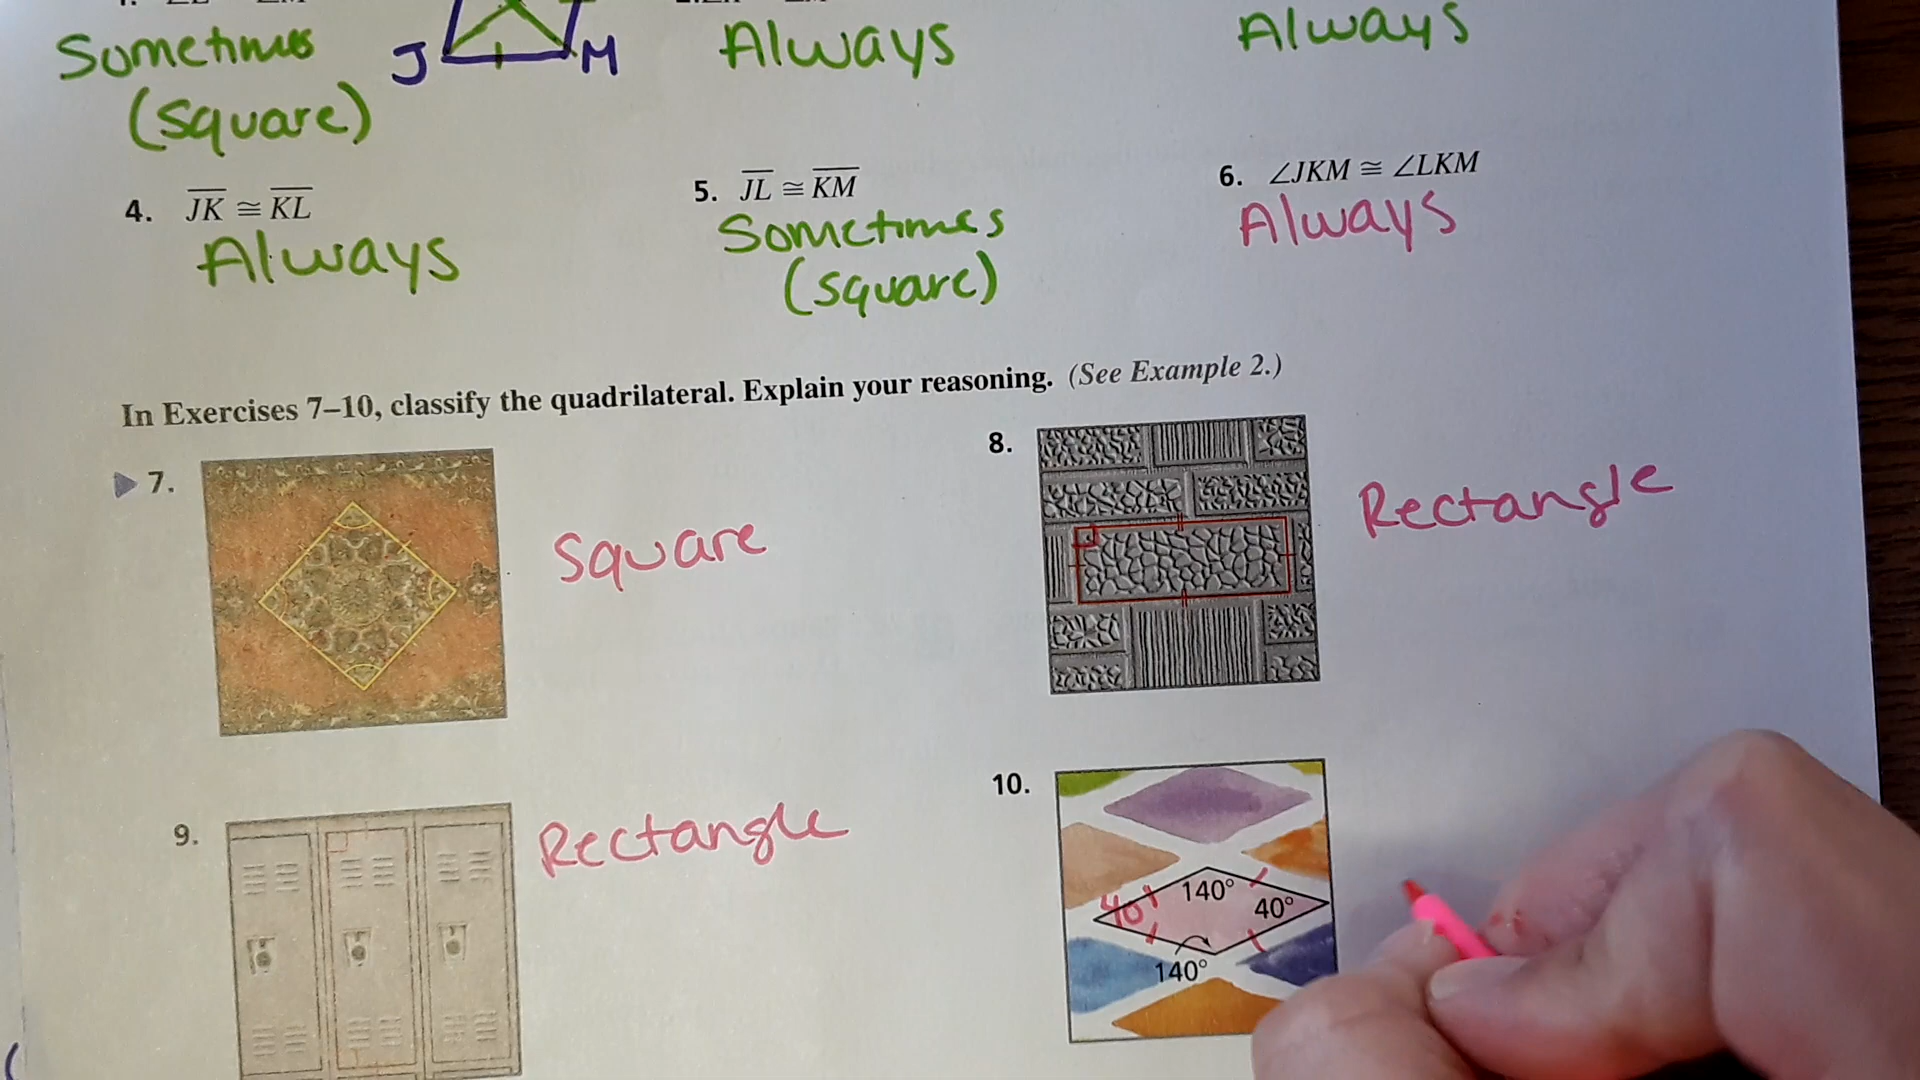 Sometimes
(square)
J
M
Always
Always
4. JK ≅ KL
Always
5. JL ≅ KM
Sometimes
(square)
6. ∠JKM ≅ ∠LKM
Always
In Exercises 7–10, classify the quadrilateral. Explain your reasoning. (See Example 2.)
7.
Square
8.
Rectangle
9.
Rectangle
10.
140°
40°
40°
140°